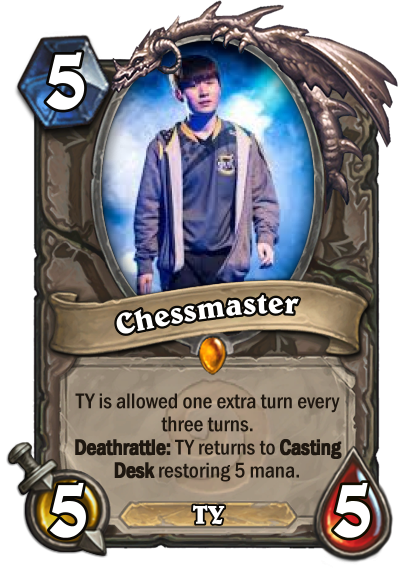 5
Chessmaster
TY is allowed one extra turn every
three turns.
Deathrattle: TY returns to Casting
Desk restoring 5 mana.
5
TY
5